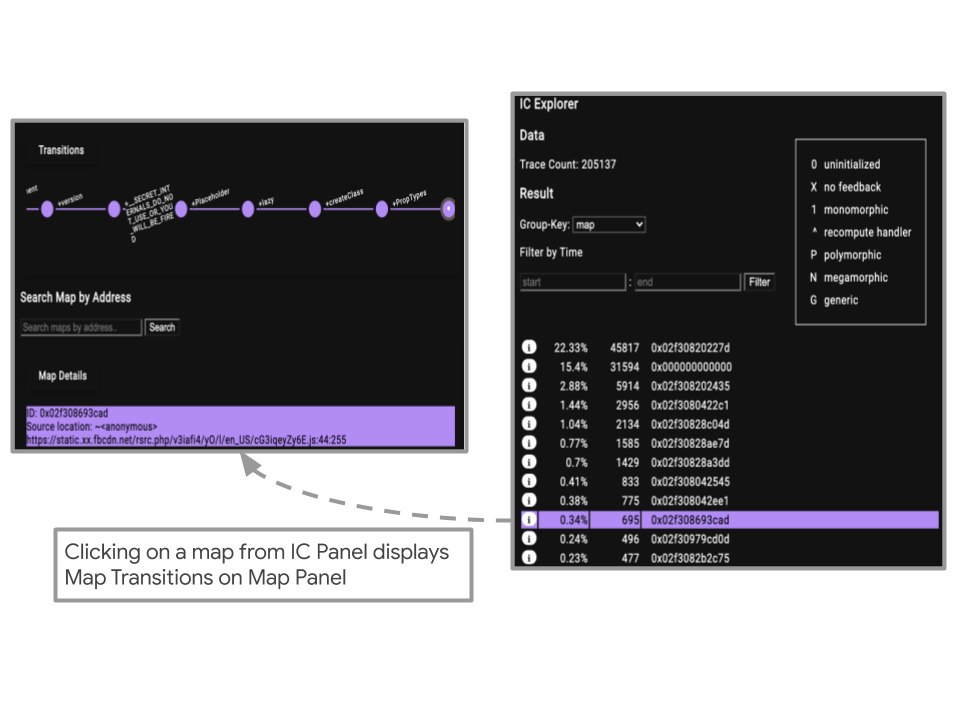 Transitions
ent
+version
+__SECRET_INT
ERNALS_DO_NO
T_USE_OR_YOU
_WILL_BE_FIRE
D
+Placeholder
+lazy
+createClass
+PropTypes
Search Map by Address
Search maps by address..
Search
Map Details
ID: 0x02f308693cad
Source location: ~<anonymous>
https://static.xx.fbcdn.net/rsrc.php/v3iafi4/yO/l/en_US/cG3iqeyZy6E.js:44:255
Clicking on a map from IC Panel displays
Map Transitions on Map Panel
IC Explorer
Data
Trace Count: 205137
Result
Group-Key: map
Filter by Time
start : end Filter
0 uninitialized
X no feedback
1 monomorphic
^ recompute handler
P polymorphic
N megamorphic
G generic
i 22.33% 45817 0x02f30820227d
i 15.4% 31594 0x000000000000
i 2.88% 5914 0x02f308202435
i 1.44% 2956 0x02f3080422c1
i 1.04% 2134 0x02f30828c04d
i 0.77% 1585 0x02f30828ae7d
i 0.7% 1429 0x02f30828a3dd
i 0.41% 833 0x02f308042545
i 0.38% 775 0x02f308042ee1
i 0.34% 695 0x02f308693cad
i 0.24% 496 0x02f30979cd0d
i 0.23% 477 0x02f3082b2c75